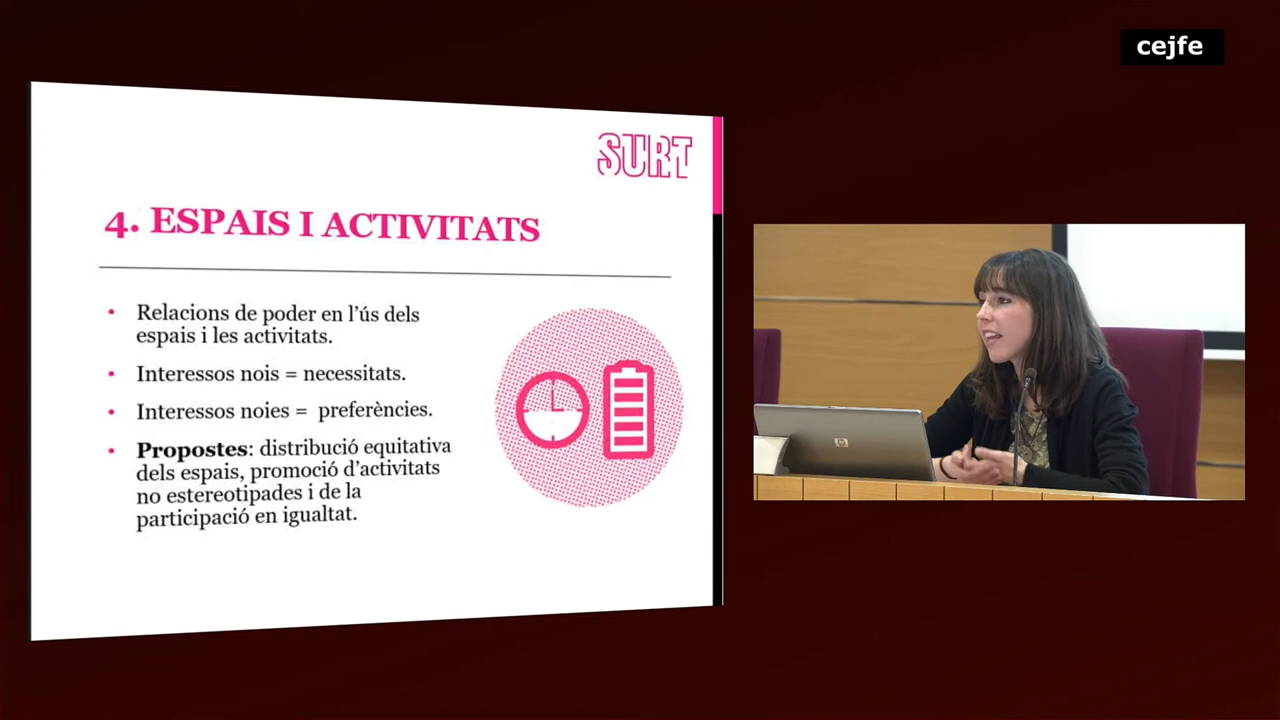 cejfe
SURT
4. ESPAIS I ACTIVITATS
• Relacions de poder en l’ús dels
espais i les activitats.
• Interessos nois = necessitats.
• Interessos noies = preferències.
• Propostes: distribució equitativa
dels espais, promoció d’activitats
no estereotipades i de la
participació en igualtat.
hp